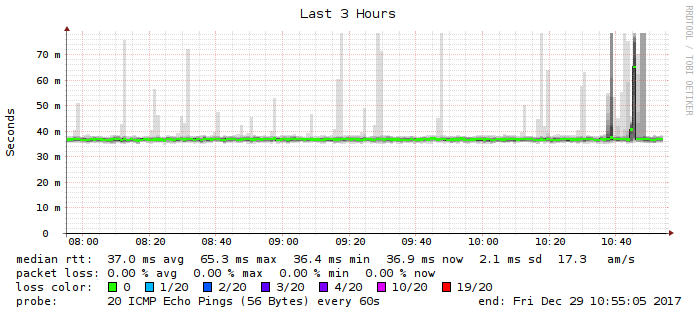 Last 3 Hours
RRDTOOL / TOBI OETIKER
Seconds
70 m
60 m
50 m
40 m
30 m
20 m
10 m
0
08:00 08:20 08:40 09:00 09:20 09:40 10:00 10:20 10:40
median rtt: 37.0 ms avg 65.3 ms max 36.4 ms min 36.9 ms now 2.1 ms sd 17.3 am/s
packet loss: 0.00 % avg 0.00 % max 0.00 % min 0.00 % now
loss color: 0 1/20 2/20 3/20 4/20 10/20 19/20
probe: 20 ICMP Echo Pings (56 Bytes) every 60s end: Fri Dec 29 10:55:05 2017